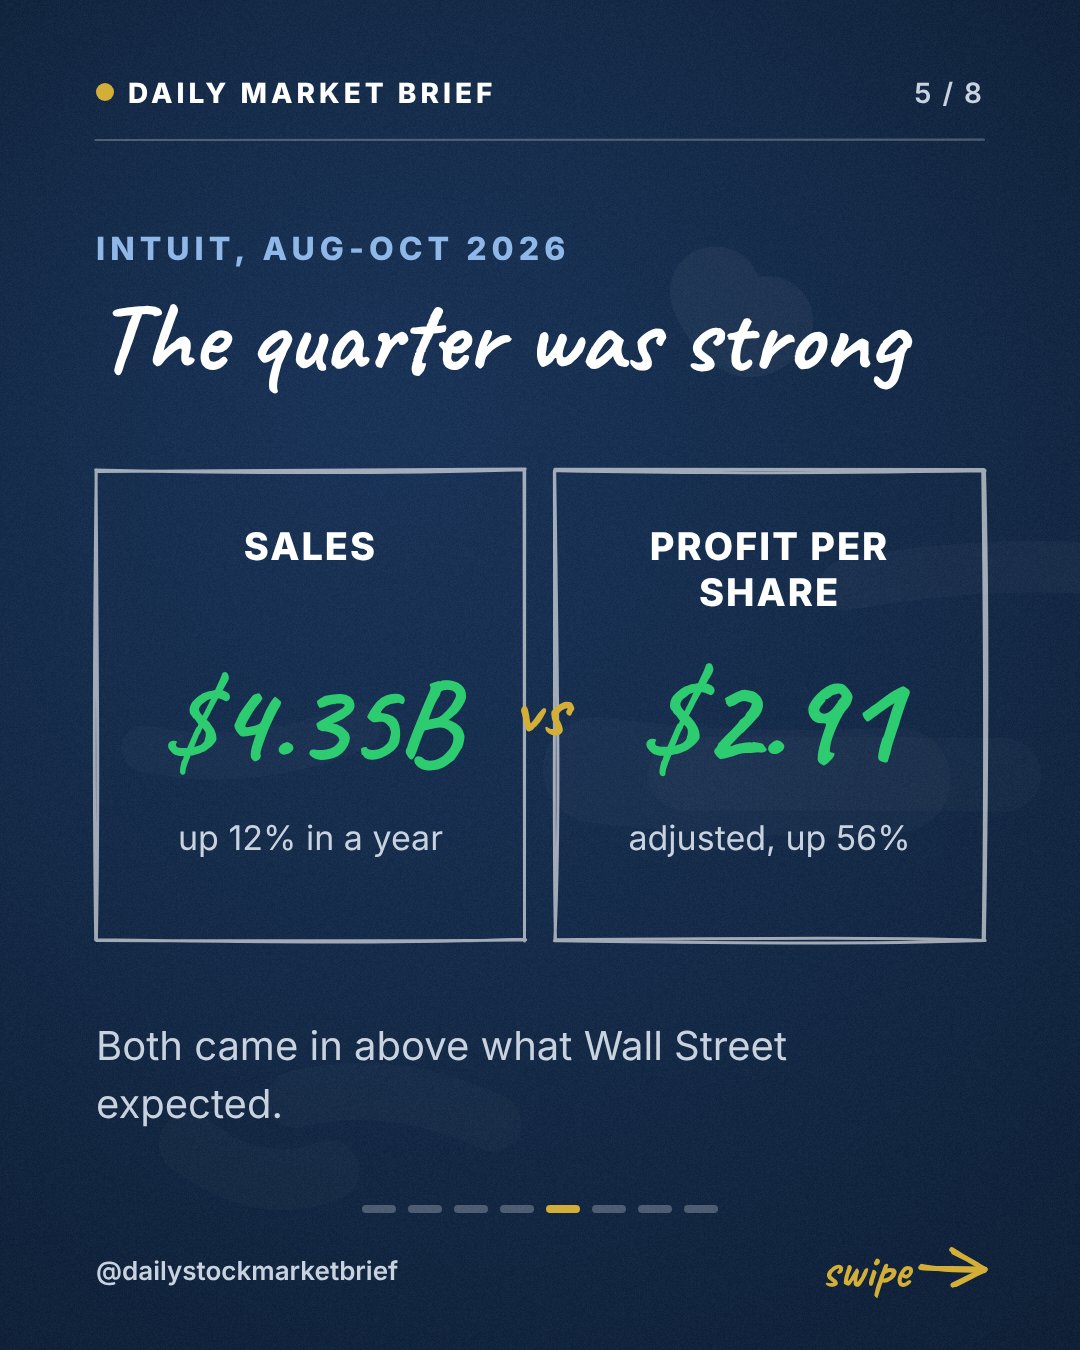 DAILY MARKET BRIEF
5 / 8
INTUIT, AUG-OCT 2026
The quarter was strong
SALES
$4.35B
up 12% in a year
vs
PROFIT PER
SHARE
$2.91
adjusted, up 56%
Both came in above what Wall Street
expected.
@dailystockmarketbrief
swipe